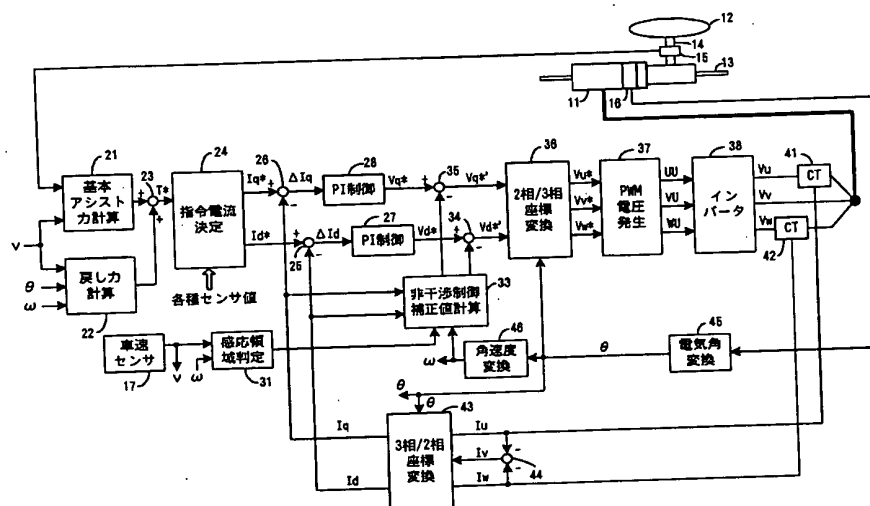 12
14
15
13
11
16
21
基本
アシスト
力計算
23
T*
24
指令電流
決定
Iq*
26
ΔIq
28
PI制御
Vq*
35
Vq*'
36
2相/3相
座標
変換
Vu*
Vv*
Vw*
37
PWM
電圧
発生
UU
VU
WU
38
イン
バータ
Vu
Vv
Vw
41
CT
CT
42
Id*
25
ΔId
27
PI制御
Vd*
34
Vd*'
v
θ
ω
戻し力
計算
22
各種センサ値
非干渉制御
補正値計算
33
車速
センサ
17
v
ω
感応領
域判定
31
ω
46
角速度
変換
θ
45
電気角
変換
θ
θ
43
3相/2相
座標
変換
Iq
Id
Iu
Iv
Iw
44